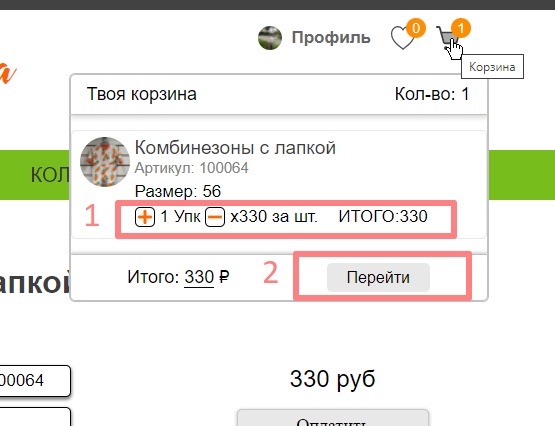 Профиль
0
1
Корзина
а
Твоя корзина
Кол-во: 1
КОЛ
Комбинезоны с лапкой
Артикул: 100064
Размер: 56
1
+ 1 Упк − x330 за шт. ИТОГО:330
апкой
Итого: 330 ₽
2
Перейти
00064
330 руб
Оплатить